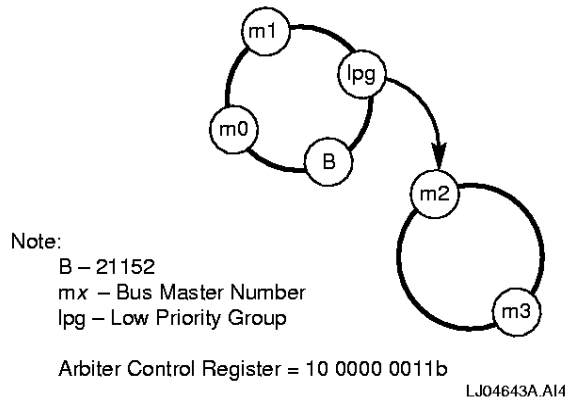 m1
lpg
m0
B
m2
m3
Note:
B – 21152
mx – Bus Master Number
lpg – Low Priority Group
Arbiter Control Register = 10 0000 0011b
LJ04643A.AI4